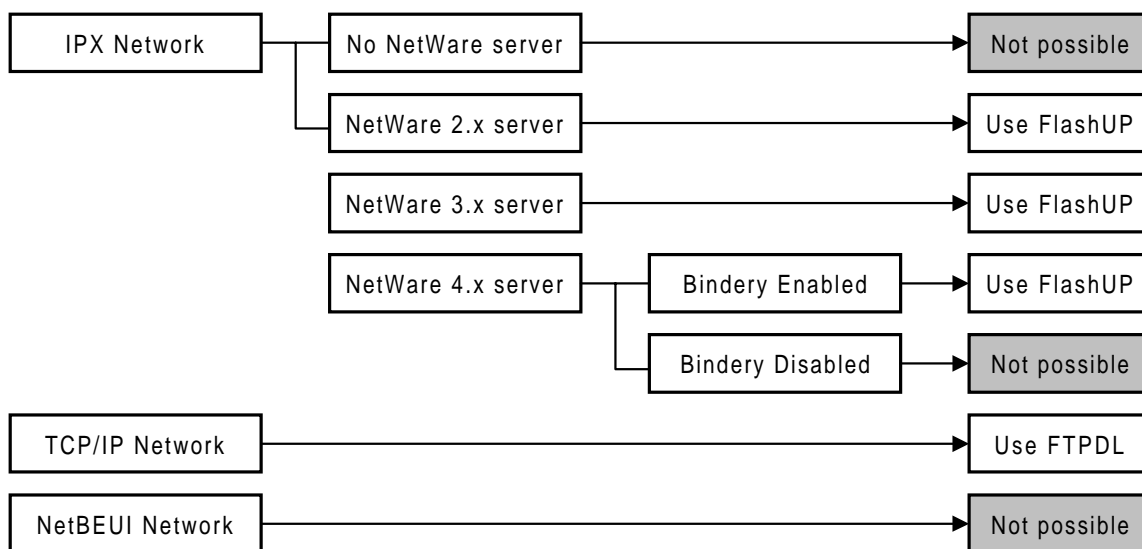 IPX Network
No NetWare server
Not possible
NetWare 2.x server
Use FlashUP
NetWare 3.x server
Use FlashUP
NetWare 4.x server
Bindery Enabled
Use FlashUP
Bindery Disabled
Not possible
TCP/IP Network
Use FTPDL
NetBEUI Network
Not possible